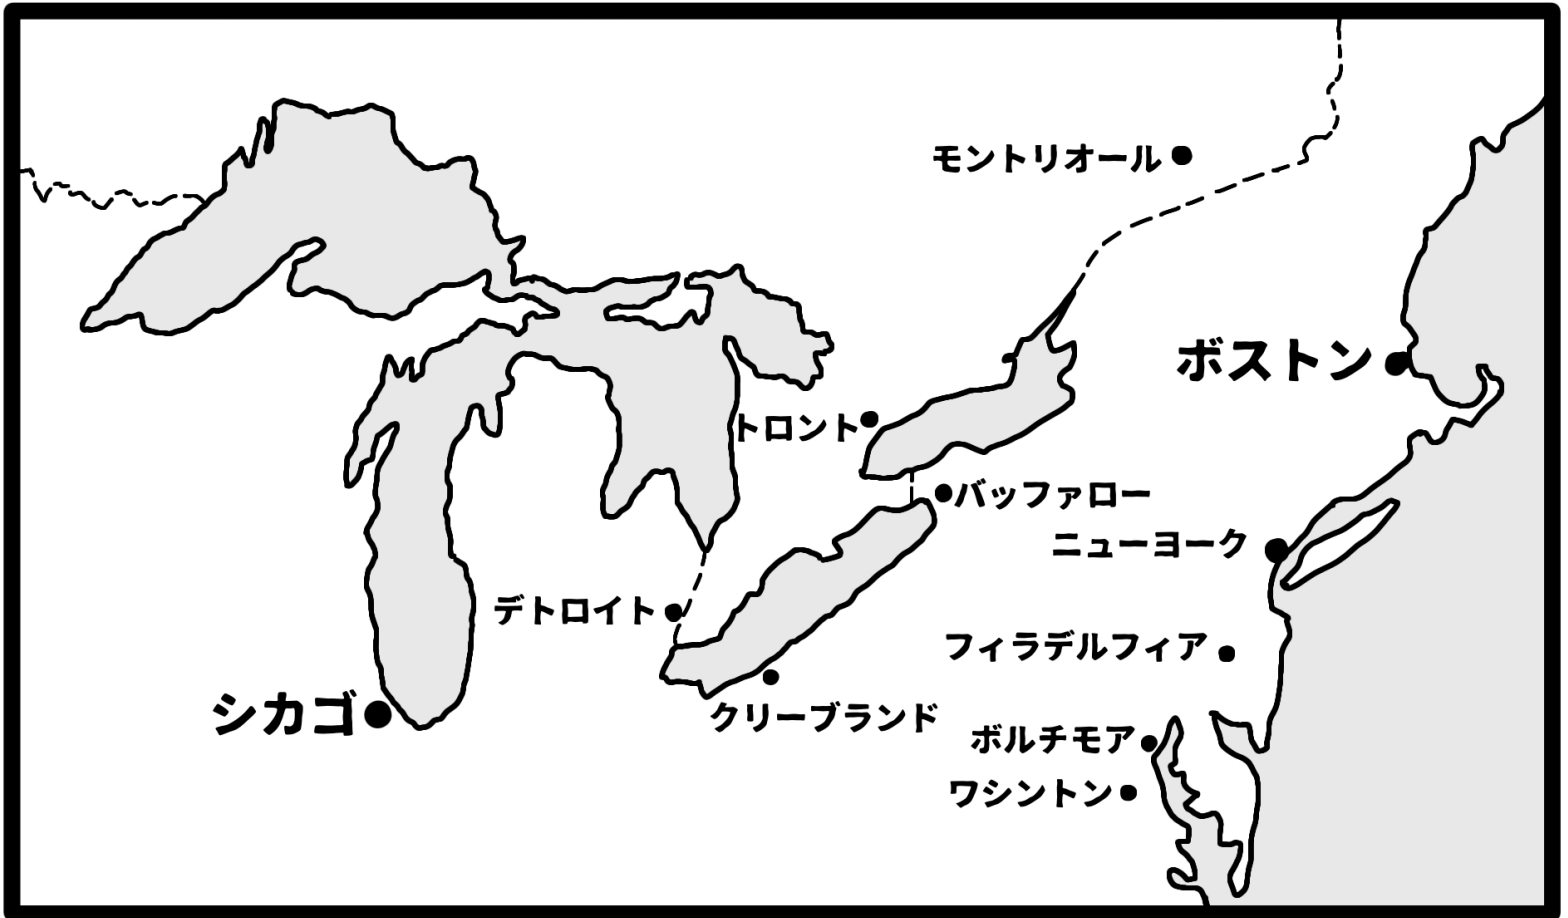 モントリオール
ボストン
トロント
バッファロー
ニューヨーク
デトロイト
フィラデルフィア
シカゴ
クリーブランド
ボルチモア
ワシントン